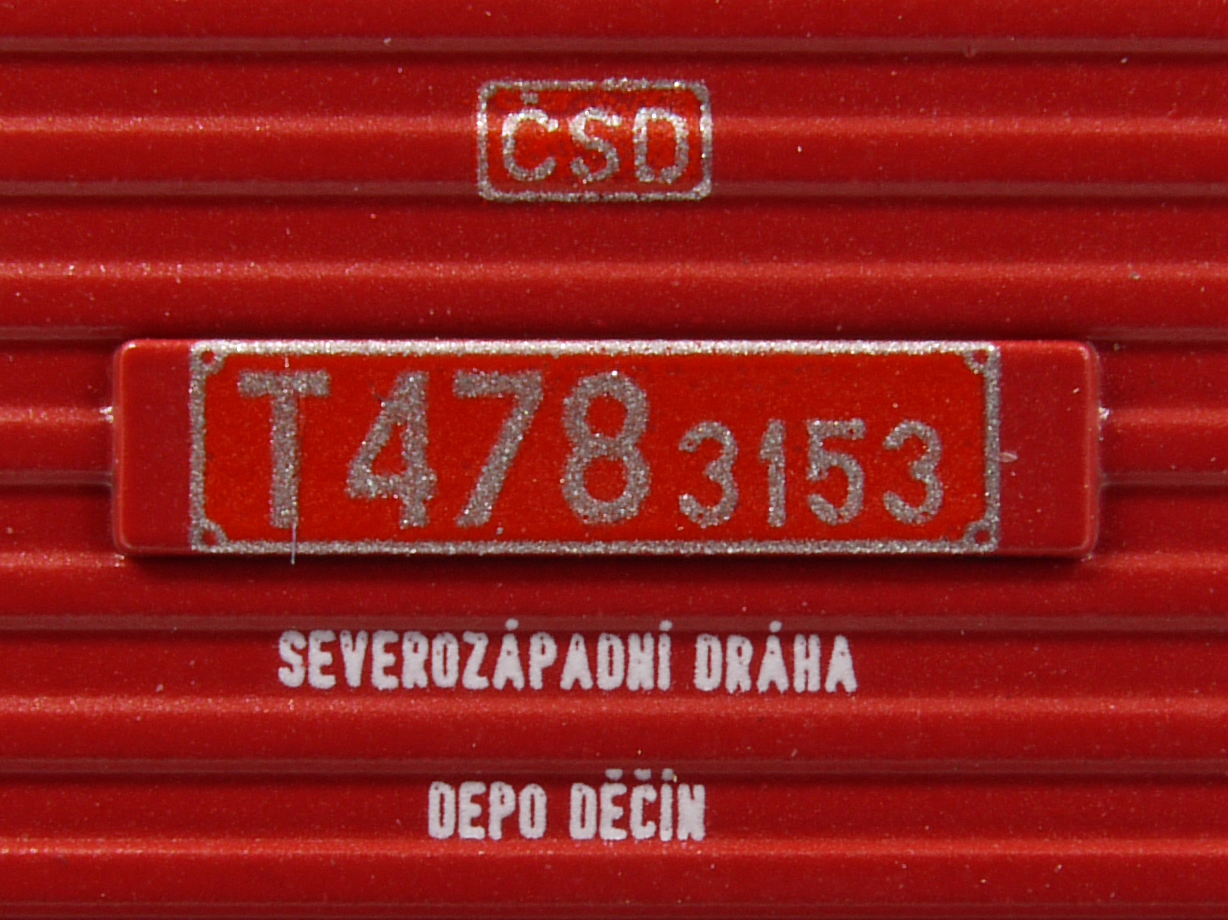 ČSD
T478 3153
SEVEROZÁPADNÍ DRÁHA
DEPO DĚČÍN